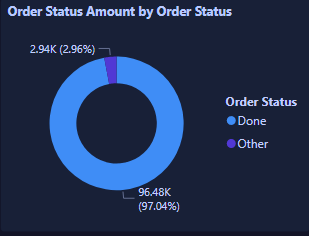 Order Status Amount by Order Status
2.94K (2.96%)
Order Status
Done
Other
96.48K
(97.04%)